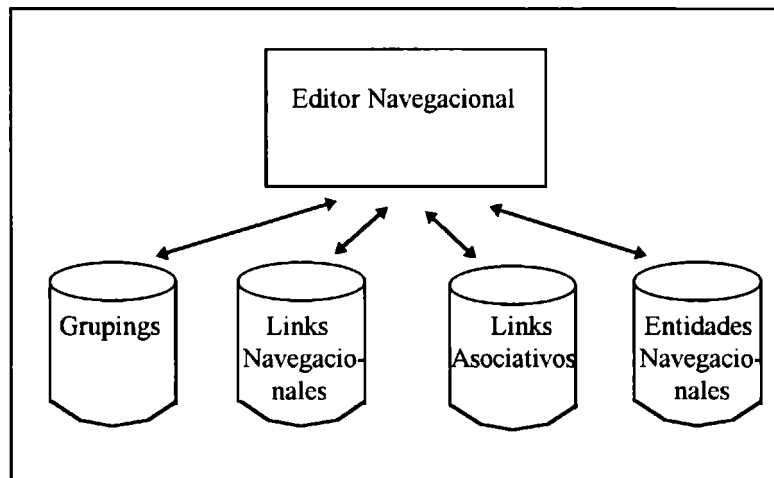 Editor Navegacional
Grupings
Links
Navegacio-
nales
Links
Asociativos
Entidades
Navegacio-
nales